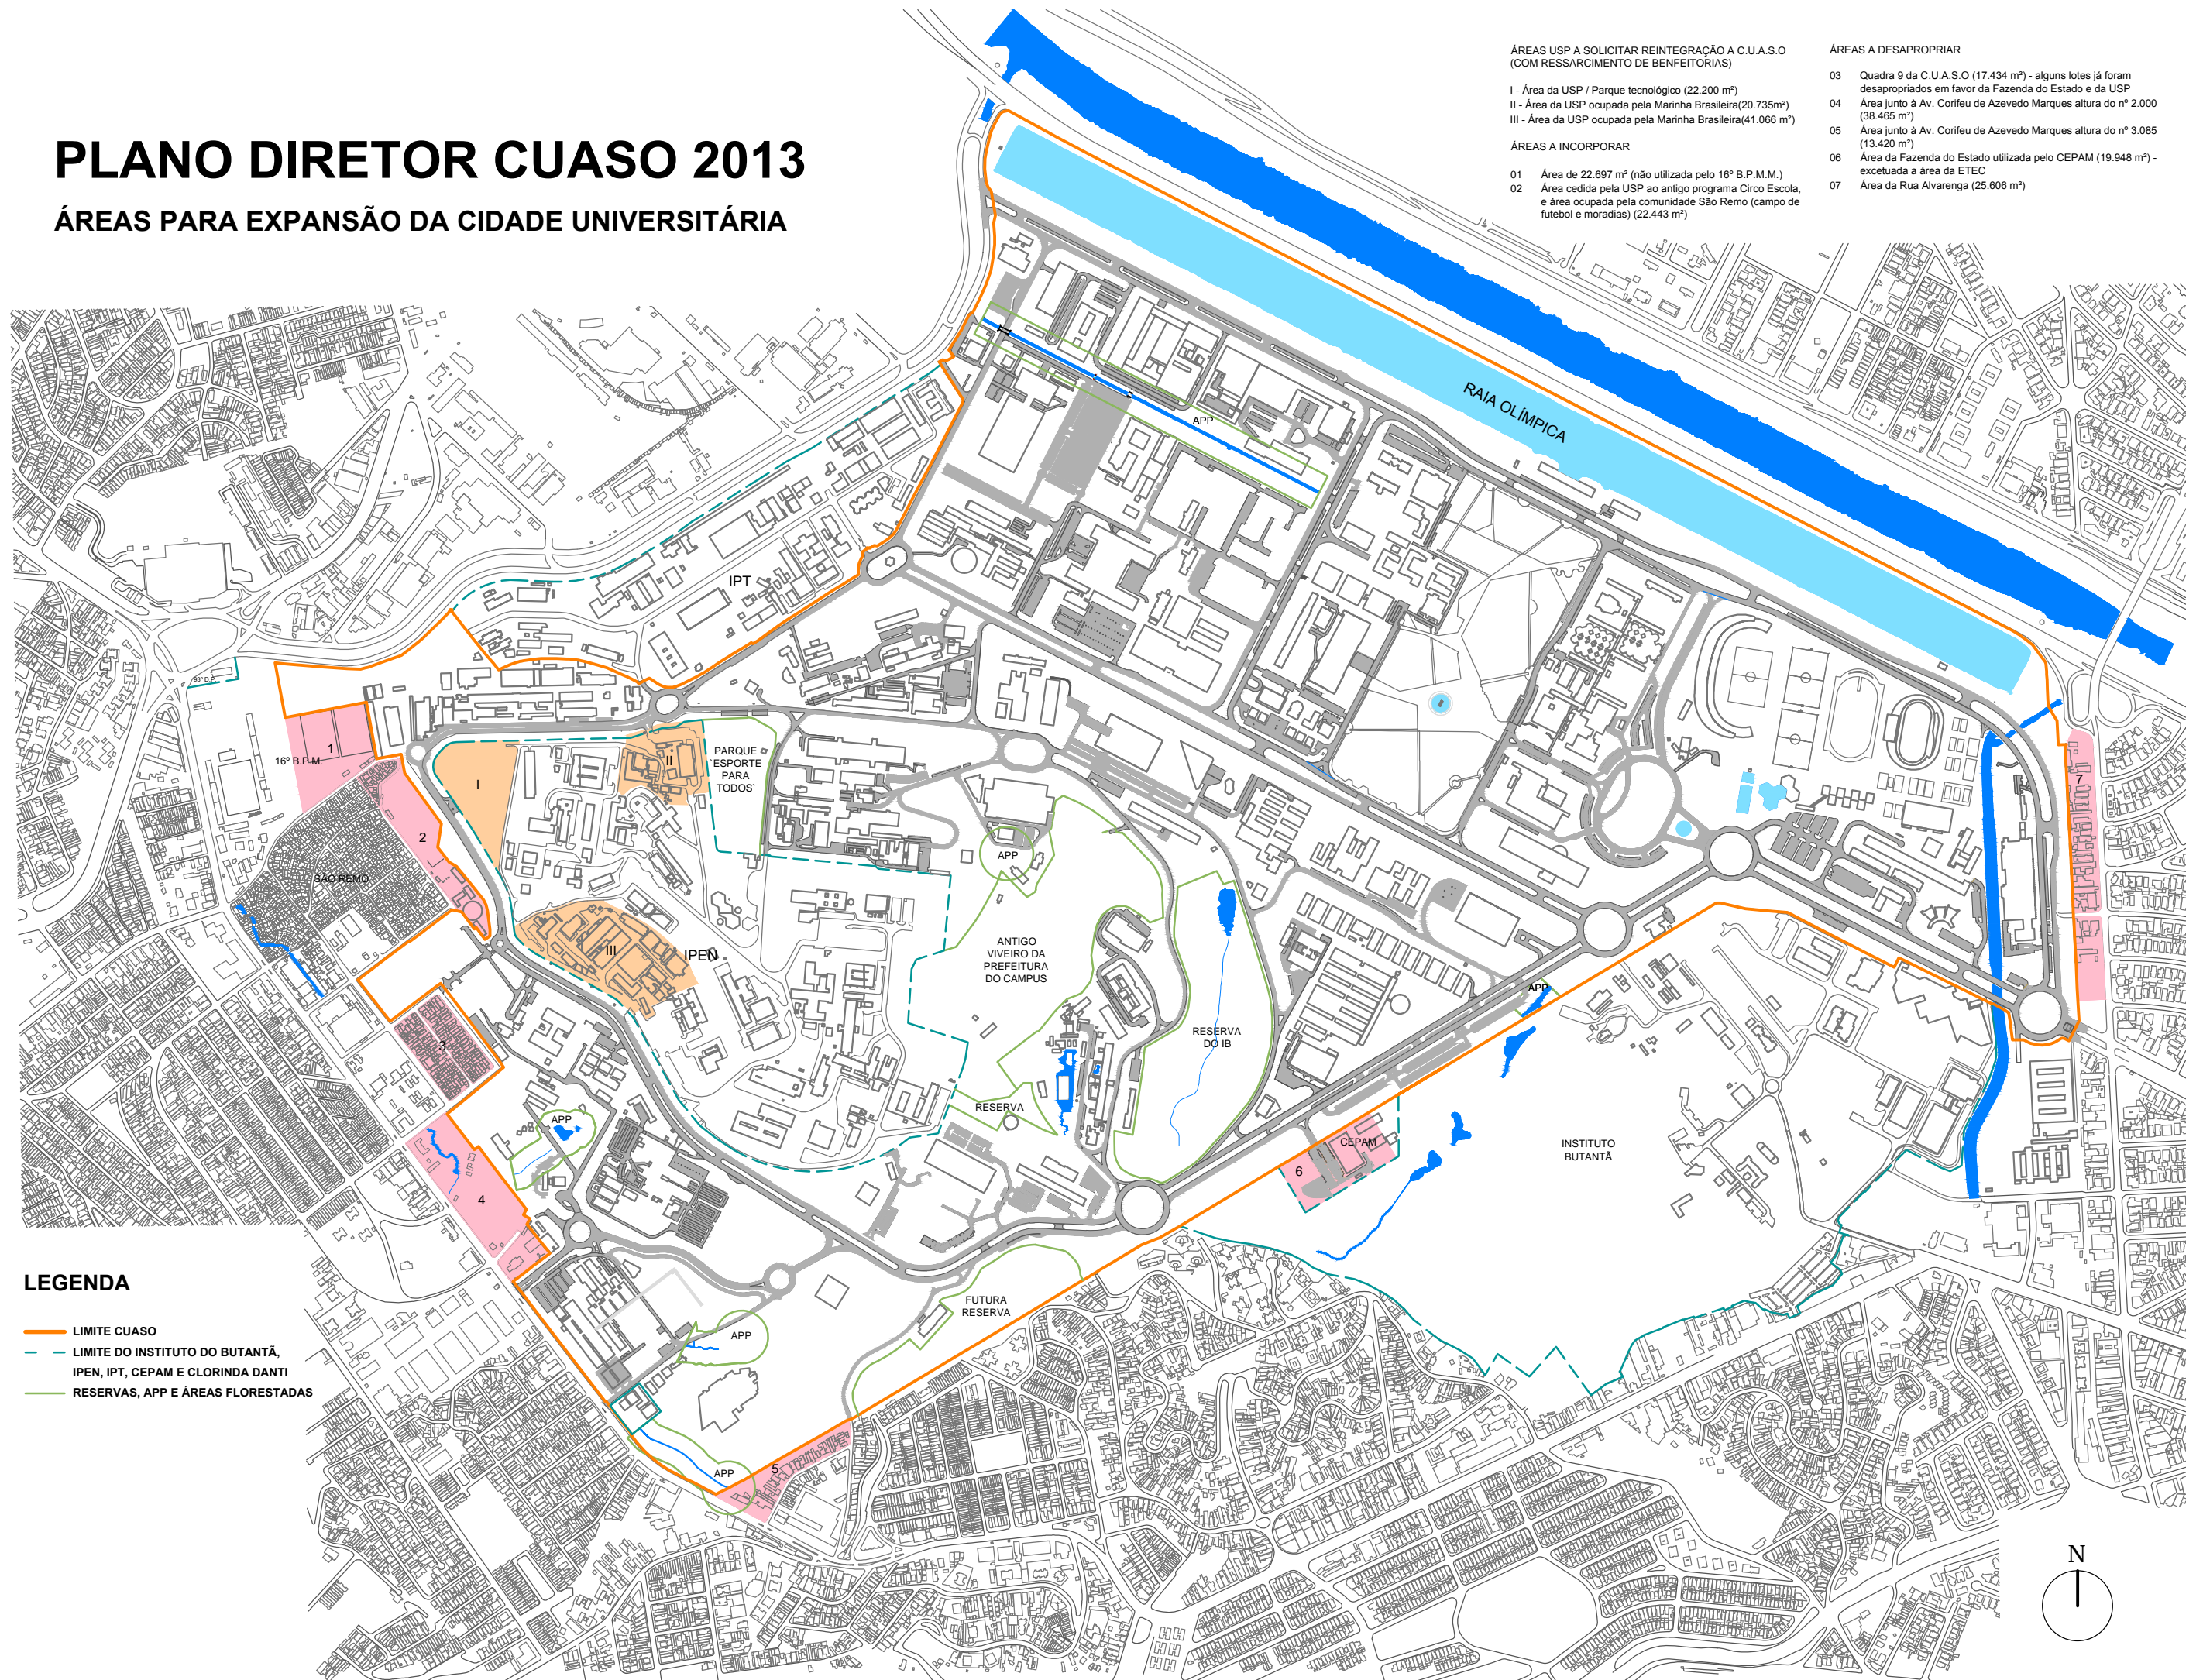 PLANO DIRETOR CUASO 2013
ÁREAS PARA EXPANSÃO DA CIDADE UNIVERSITÁRIA
ÁREAS USP A SOLICITAR REINTEGRAÇÃO A C.U.A.S.O
(COM RESSARCIMENTO DE BENFEITORIAS)
I - Área da USP / Parque tecnológico (22.200 m²)
II - Área da USP ocupada pela Marinha Brasileira(20.735m²)
III - Área da USP ocupada pela Marinha Brasileira(41.066 m²)
ÁREAS A INCORPORAR
01 Área de 22.697 m² (não utilizada pelo 16º B.P.M.M.)
02 Área cedida pela USP ao antigo programa Circo Escola,
e área ocupada pela comunidade São Remo (campo de
futebol e moradias) (22.443 m²)
ÁREAS A DESAPROPRIAR
03 Quadra 9 da C.U.A.S.O (17.434 m²) - alguns lotes já foram
desapropriados em favor da Fazenda do Estado e da USP
04 Área junto à Av. Corifeu de Azevedo Marques altura do nº 2.000
(38.465 m²)
05 Área junto à Av. Corifeu de Azevedo Marques altura do nº 3.085
(13.420 m²)
06 Área da Fazenda do Estado utilizada pelo CEPAM (19.948 m²) -
excetuada a área da ETEC
07 Área da Rua Alvarenga (25.606 m²)
RAIA OLÍMPICA
APP
IPT
93º D.P.
1
16º B.P.M.
I
II
PARQUE
ESPORTE
PARA
TODOS
7
2
APP
SÃO REMO
III
IPEN
ANTIGO
VIVEIRO DA
PREFEITURA
DO CAMPUS
APP
RESERVA
DO IB
3
RESERVA
APP
CEPAM
INSTITUTO
BUTANTÃ
6
4
FUTURA
RESERVA
APP
5
APP
LEGENDA
LIMITE CUASO
LIMITE DO INSTITUTO DO BUTANTÃ,
IPEN, IPT, CEPAM E CLORINDA DANTI
RESERVAS, APP E ÁREAS FLORESTADAS
N